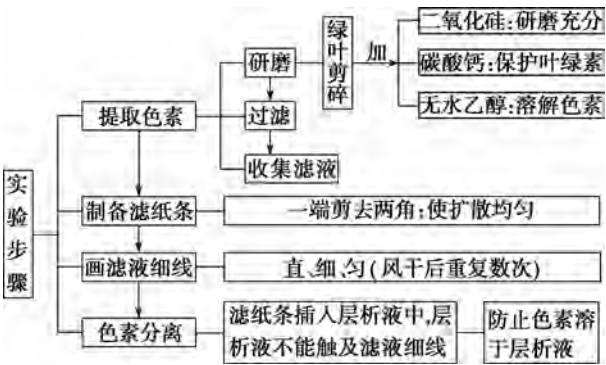 实验步骤
提取色素
研磨
过滤
收集滤液
绿叶剪碎
加
二氧化硅:研磨充分
碳酸钙:保护叶绿素
无水乙醇:溶解色素
制备滤纸条
一端剪去两角;使扩散均匀
画滤液细线
直、细、匀(风干后重复数次)
色素分离
滤纸条插入层析液中,层
析液不能触及滤液细线
防止色素溶
于层析液